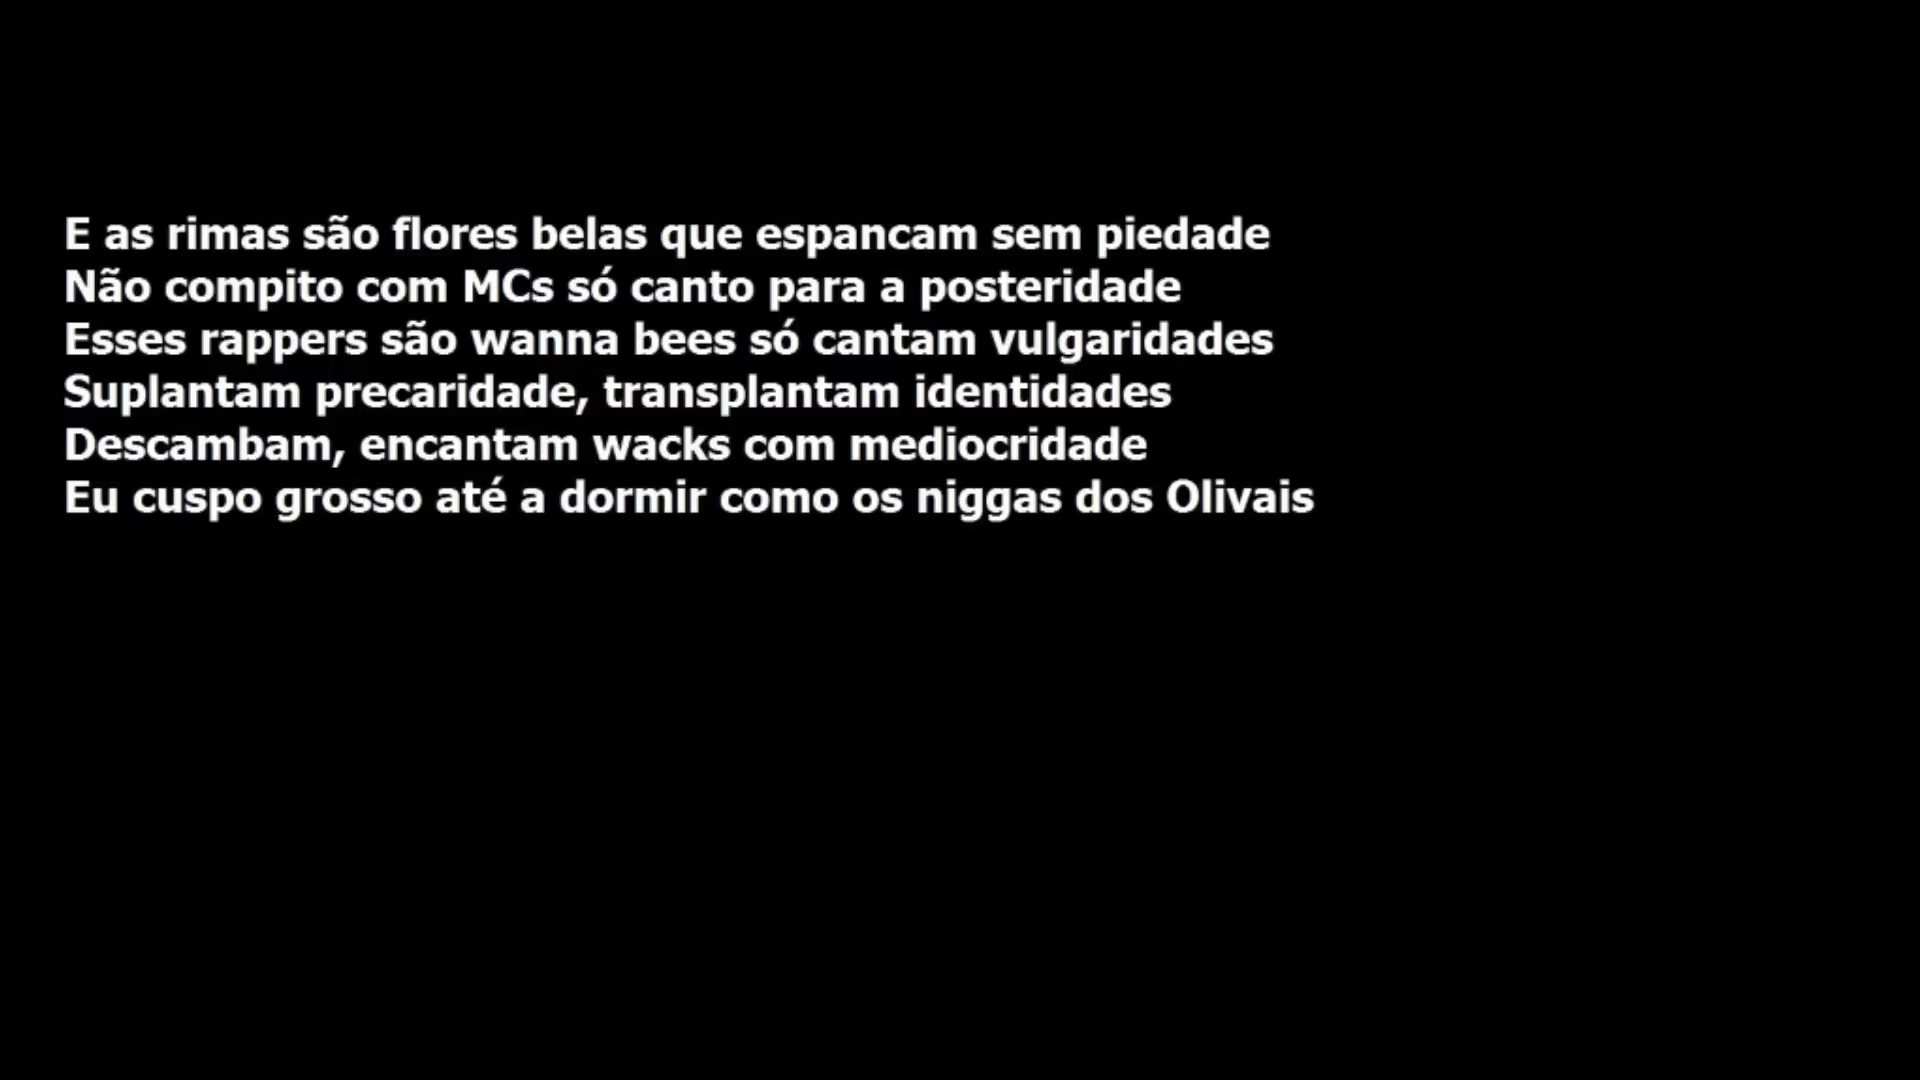 E as rimas são flores belas que espancam sem piedade
Não compito com MCs só canto para a posteridade
Esses rappers são wanna bees só cantam vulgaridades
Suplantam precaridade, transplantam identidades
Descambam, encantam wacks com mediocridade
Eu cuspo grosso até a dormir como os niggas dos Olivais